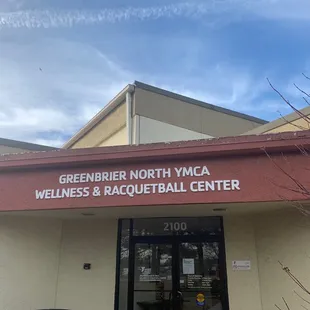 GREENBRIER NORTH YMCA
WELLNESS & RACQUETBALL CENTER
2100